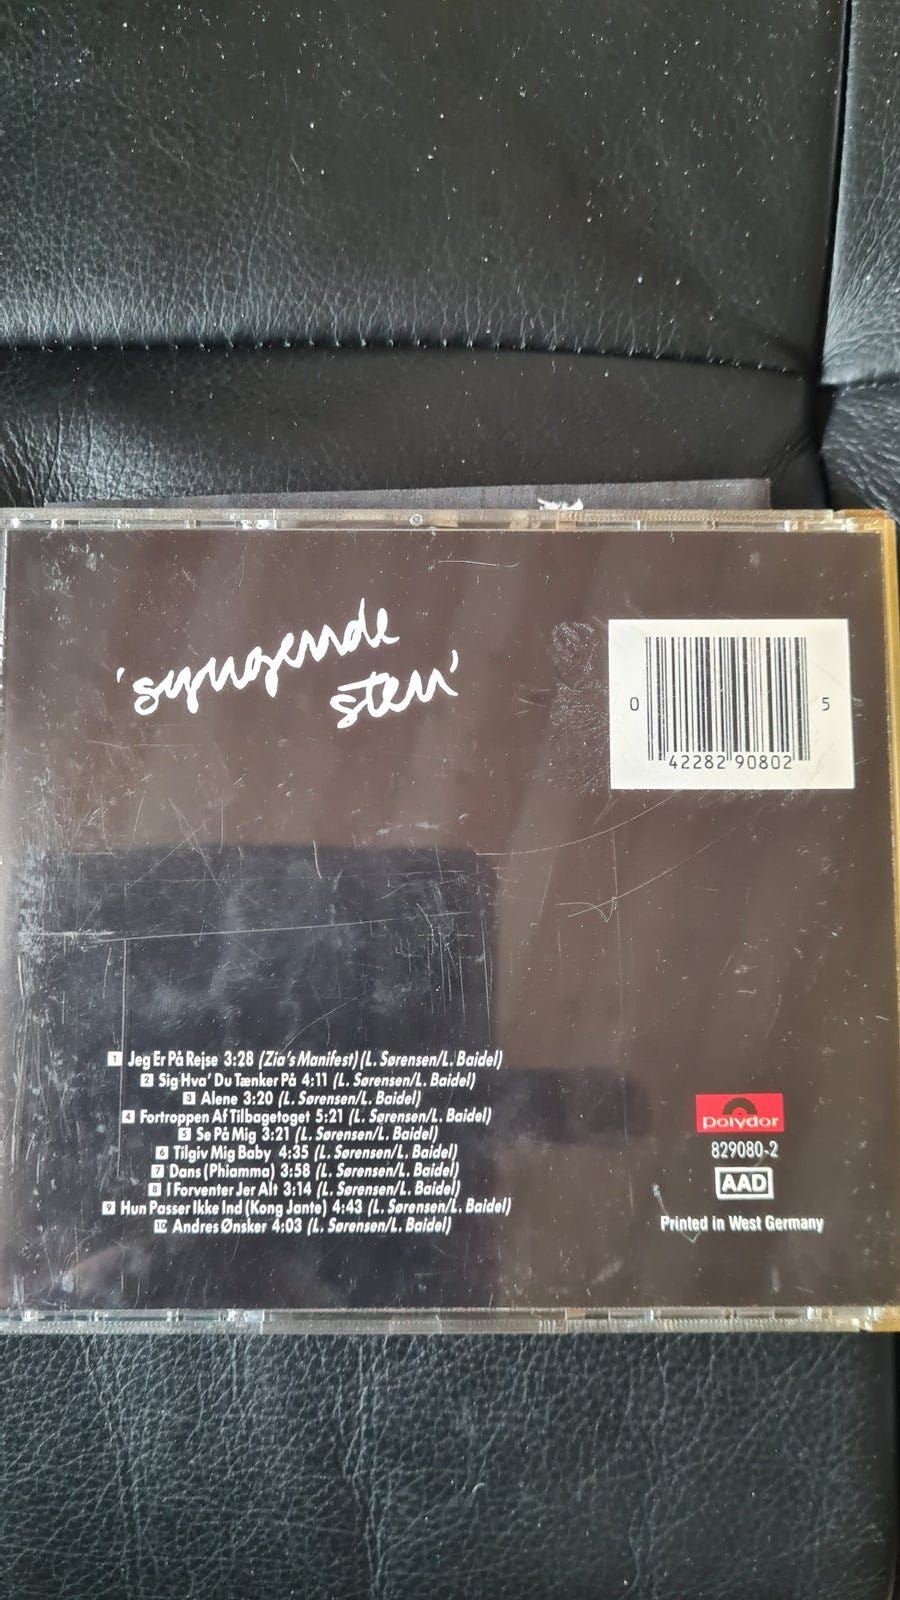 'syngende
sten'
0 42282 90802 5
1 Jeg Er På Rejse 3:28 (Zia's Manifest) (L. Sørensen/L. Baidel)
2 Sig Hva' Du Tænker På 4:11 (L. Sørensen/L. Baidel)
3 Alene 3:20 (L. Sørensen/L. Baidel)
4 Fortroppen Af Tilbagetoget 5:21 (L. Sørensen/L. Baidel)
5 Se På Mig 3:21 (L. Sørensen/L. Baidel)
6 Tilgiv Mig Baby 4:35 (L. Sørensen/L. Baidel)
7 Dans (Phiamma) 3:58 (L. Sørensen/L. Baidel)
8 I Forventer Jer Alt 3:14 (L. Sørensen/L. Baidel)
9 Hun Passer Ikke Ind (Kong Jante) 4:43 (L. Sørensen/L. Baidel)
10 Andres Ønsker 4:03 (L. Sørensen/L. Baidel)
polydor
829080-2
AAD
Printed in West Germany